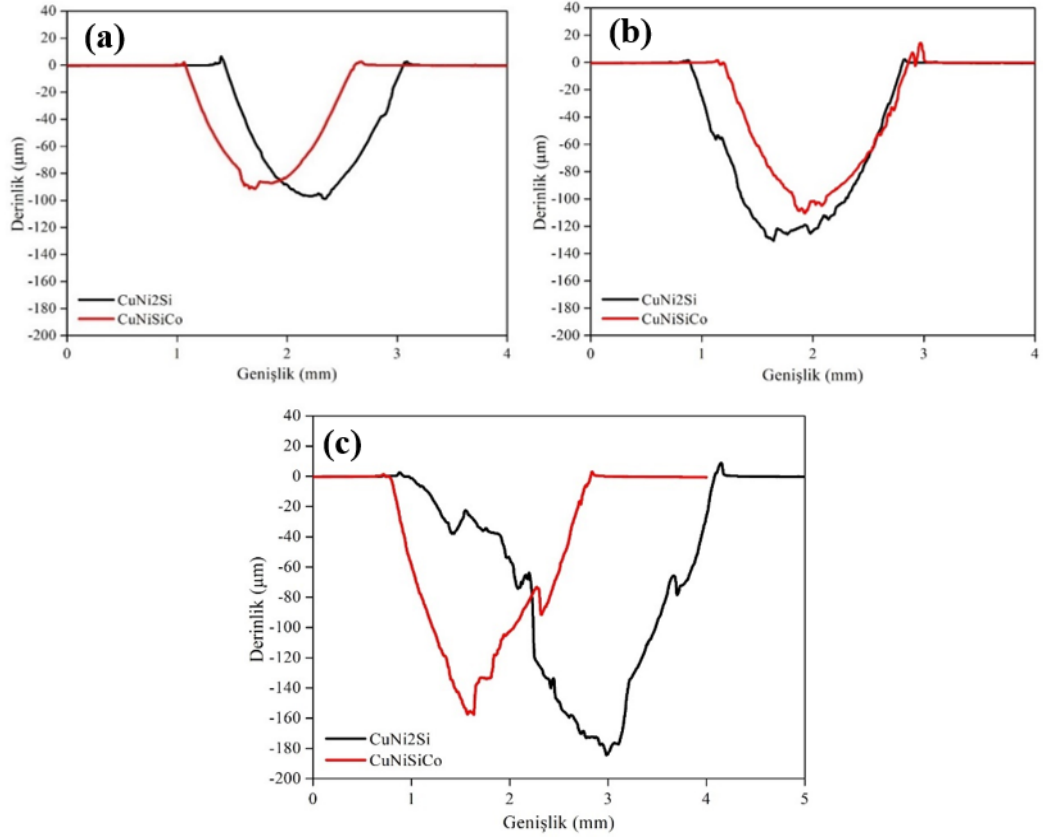 (a)
40
20
0
-20
-40
-60
-80
-100
-120
-140
-160
-180
-200
Derinlik (µm)
CuNi2Si
CuNiSiCo
0 1 2 3 4
Genişlik (mm)
(b)
40
20
0
-20
-40
-60
-80
-100
-120
-140
-160
-180
-200
Derinlik (µm)
CuNi2Si
CuNiSiCo
0 1 2 3 4
Genişlik (mm)
(c)
40
20
0
-20
-40
-60
-80
-100
-120
-140
-160
-180
-200
Derinlik (µm)
CuNi2Si
CuNiSiCo
0 1 2 3 4 5
Genişlik (mm)